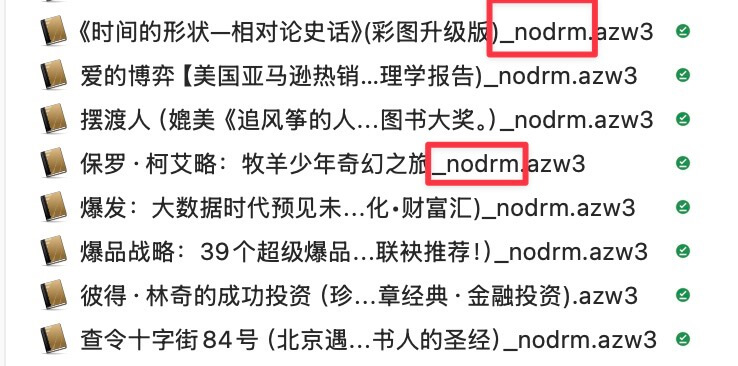 《时间的形状—相对论史话》(彩图升级版)_nodrm.azw3
爱的博弈【美国亚马逊热销...理学报告)_nodrm.azw3
摆渡人（媲美《追风筝的人...图书大奖。)_nodrm.azw3
保罗·柯艾略：牧羊少年奇幻之旅_nodrm.azw3
爆发：大数据时代预见未...化•财富汇)_nodrm.azw3
爆品战略：39个超级爆品...联袂推荐！)_nodrm.azw3
彼得·林奇的成功投资（珍...章经典·金融投资).azw3
查令十字街84号（北京遇...书人的圣经）_nodrm.azw3